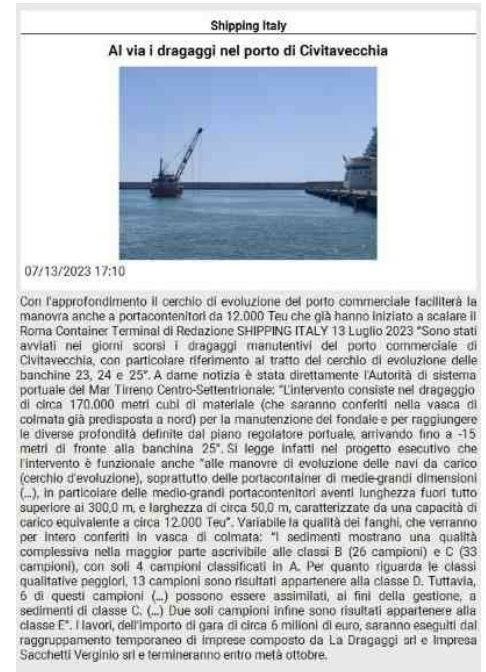 Shipping Italy
Al via i dragaggi nel porto di Civitavecchia
07/13/2023 17:10
Con l'approfondimento il cerchio di evoluzione del porto commerciale faciliterà la
manovra anche a portacontenitori da 12.000 Teu che già hanno iniziato a scalare il
Roma Container Terminal di Redazione SHIPPING ITALY 13 Luglio 2023 "Sono stati
avviati nei giorni scorsi i dragaggi manutentivi del porto commerciale di
Civitavecchia, con particolare riferimento al tratto del cerchio di evoluzione delle
banchine 23, 24 e 25". A darne notizia è stata direttamente l'Autorità di sistema
portuale del Mar Tirreno Centro-Settentrionale: "L'intervento consiste nel dragaggio
di circa 170.000 metri cubi di materiale (che saranno conferiti nella vasca di
colmata già predisposta a nord) per la manutenzione del fondale e per raggiungere
le diverse profondità definite dal piano regolatore portuale, arrivando fino a -15
metri di fronte alla banchina 25". Si legge infatti nel progetto esecutivo che
l'intervento è funzionale anche "alle manovre di evoluzione delle navi da carico
(cerchio d'evoluzione), soprattutto delle portacontainer di medie-grandi dimensioni
(...), in particolare delle medio-grandi portacontenitori aventi lunghezza fuori tutto
superiore ai 300,0 m, e larghezza di circa 50,0 m, caratterizzate da una capacità di
carico equivalente a circa 12.000 Teu". Variabile la qualità dei fanghi, che verranno
per intero conferiti in vasca di colmata: "I sedimenti mostrano una qualità
complessiva nella maggior parte ascrivibile alle classi B (26 campioni) e C (33
campioni), con soli 4 campioni classificati in A. Per quanto riguarda le classi
qualitative peggiori, 13 campioni sono risultati appartenere alla classe D. Tuttavia,
6 di questi campioni (...) possono essere assimilati, ai fini della gestione, a
sedimenti di classe C. (...) Due soli campioni infine sono risultati appartenere alla
classe E". I lavori, dell'importo di gara di circa 6 milioni di euro, saranno eseguiti dal
raggruppamento temporaneo di imprese composto da La Dragaggi srl e Impresa
Sacchetti Verginio srl e termineranno entro metà ottobre.